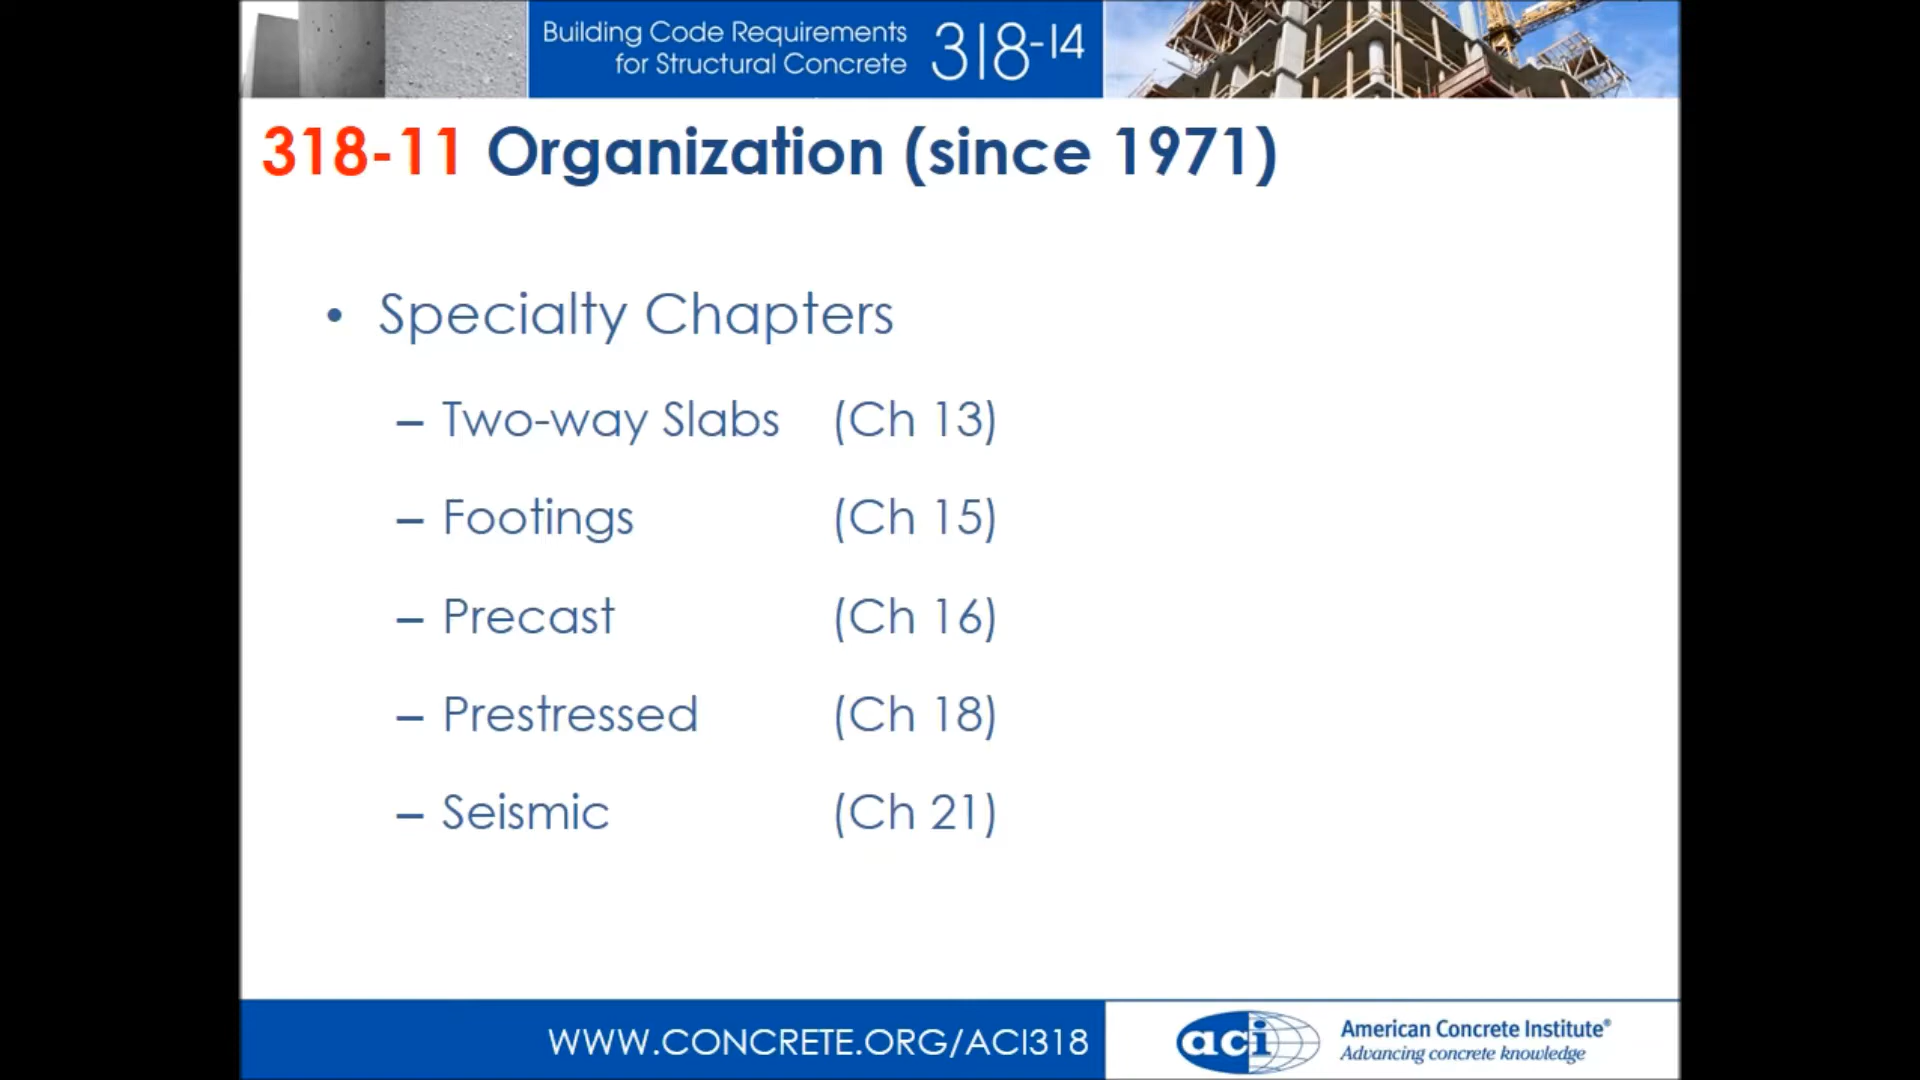 Building Code Requirements
for Structural Concrete
318-14
318-11 Organization (since 1971)
• Specialty Chapters
– Two-way Slabs (Ch 13)
– Footings (Ch 15)
– Precast (Ch 16)
– Prestressed (Ch 18)
– Seismic (Ch 21)
WWW.CONCRETE.ORG/ACI318
aci
American Concrete Institute®
Advancing concrete knowledge